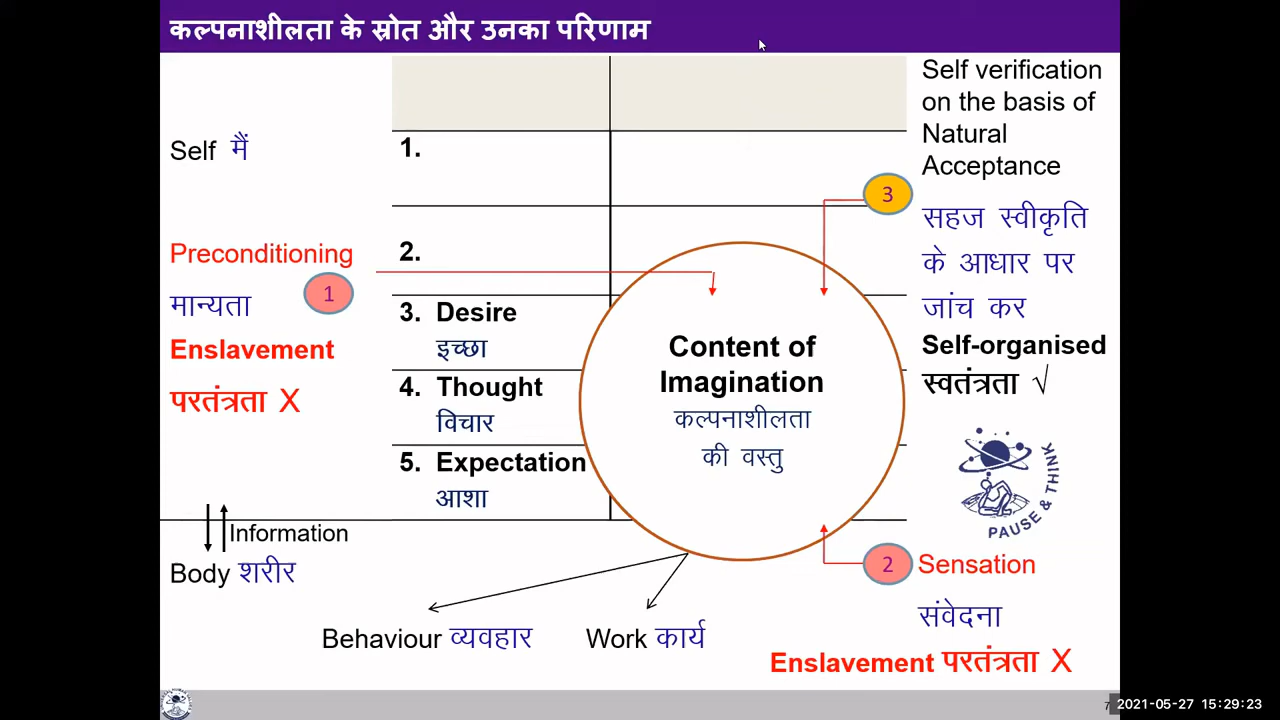 कल्पनाशीलता के स्रोत और उनका परिणाम
Self मैं
1.
Self verification
on the basis of
Natural
Acceptance
3
सहज स्वीकृति
के आधार पर
जांच कर
Self-organised
स्वतंत्रता √
Preconditioning
1
मान्यता
Enslavement
परतंत्रता X
2.
3. Desire
इच्छा
4. Thought
विचार
5. Expectation
आशा
Content of
Imagination
कल्पनाशीलता
की वस्तु
PAUSE & THINK
Information
Body शरीर
2 Sensation
संवेदना
Behaviour व्यवहार
Work कार्य
Enslavement परतंत्रता X
2021-05-27 15:29:23